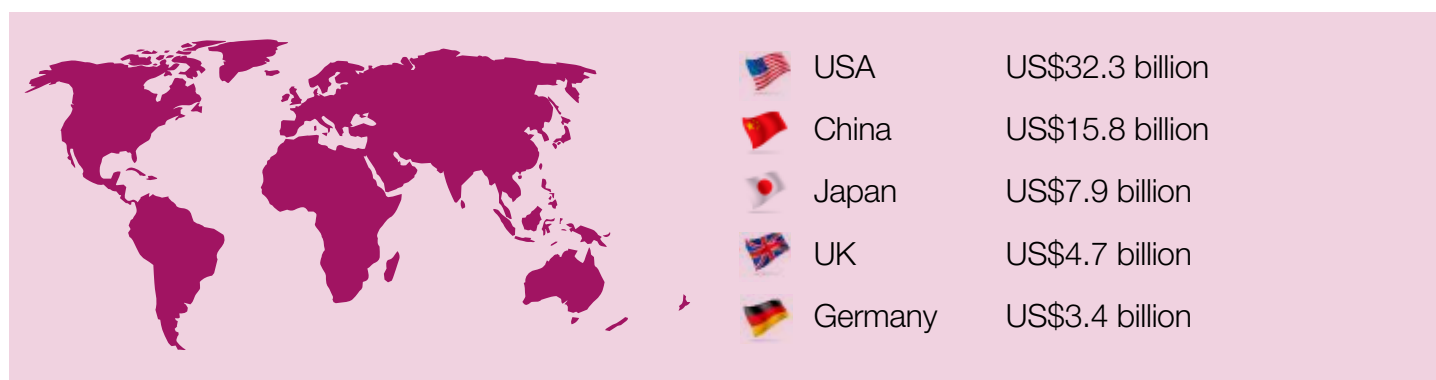 USA US$32.3 billion
China US$15.8 billion
Japan US$7.9 billion
UK US$4.7 billion
Germany US$3.4 billion